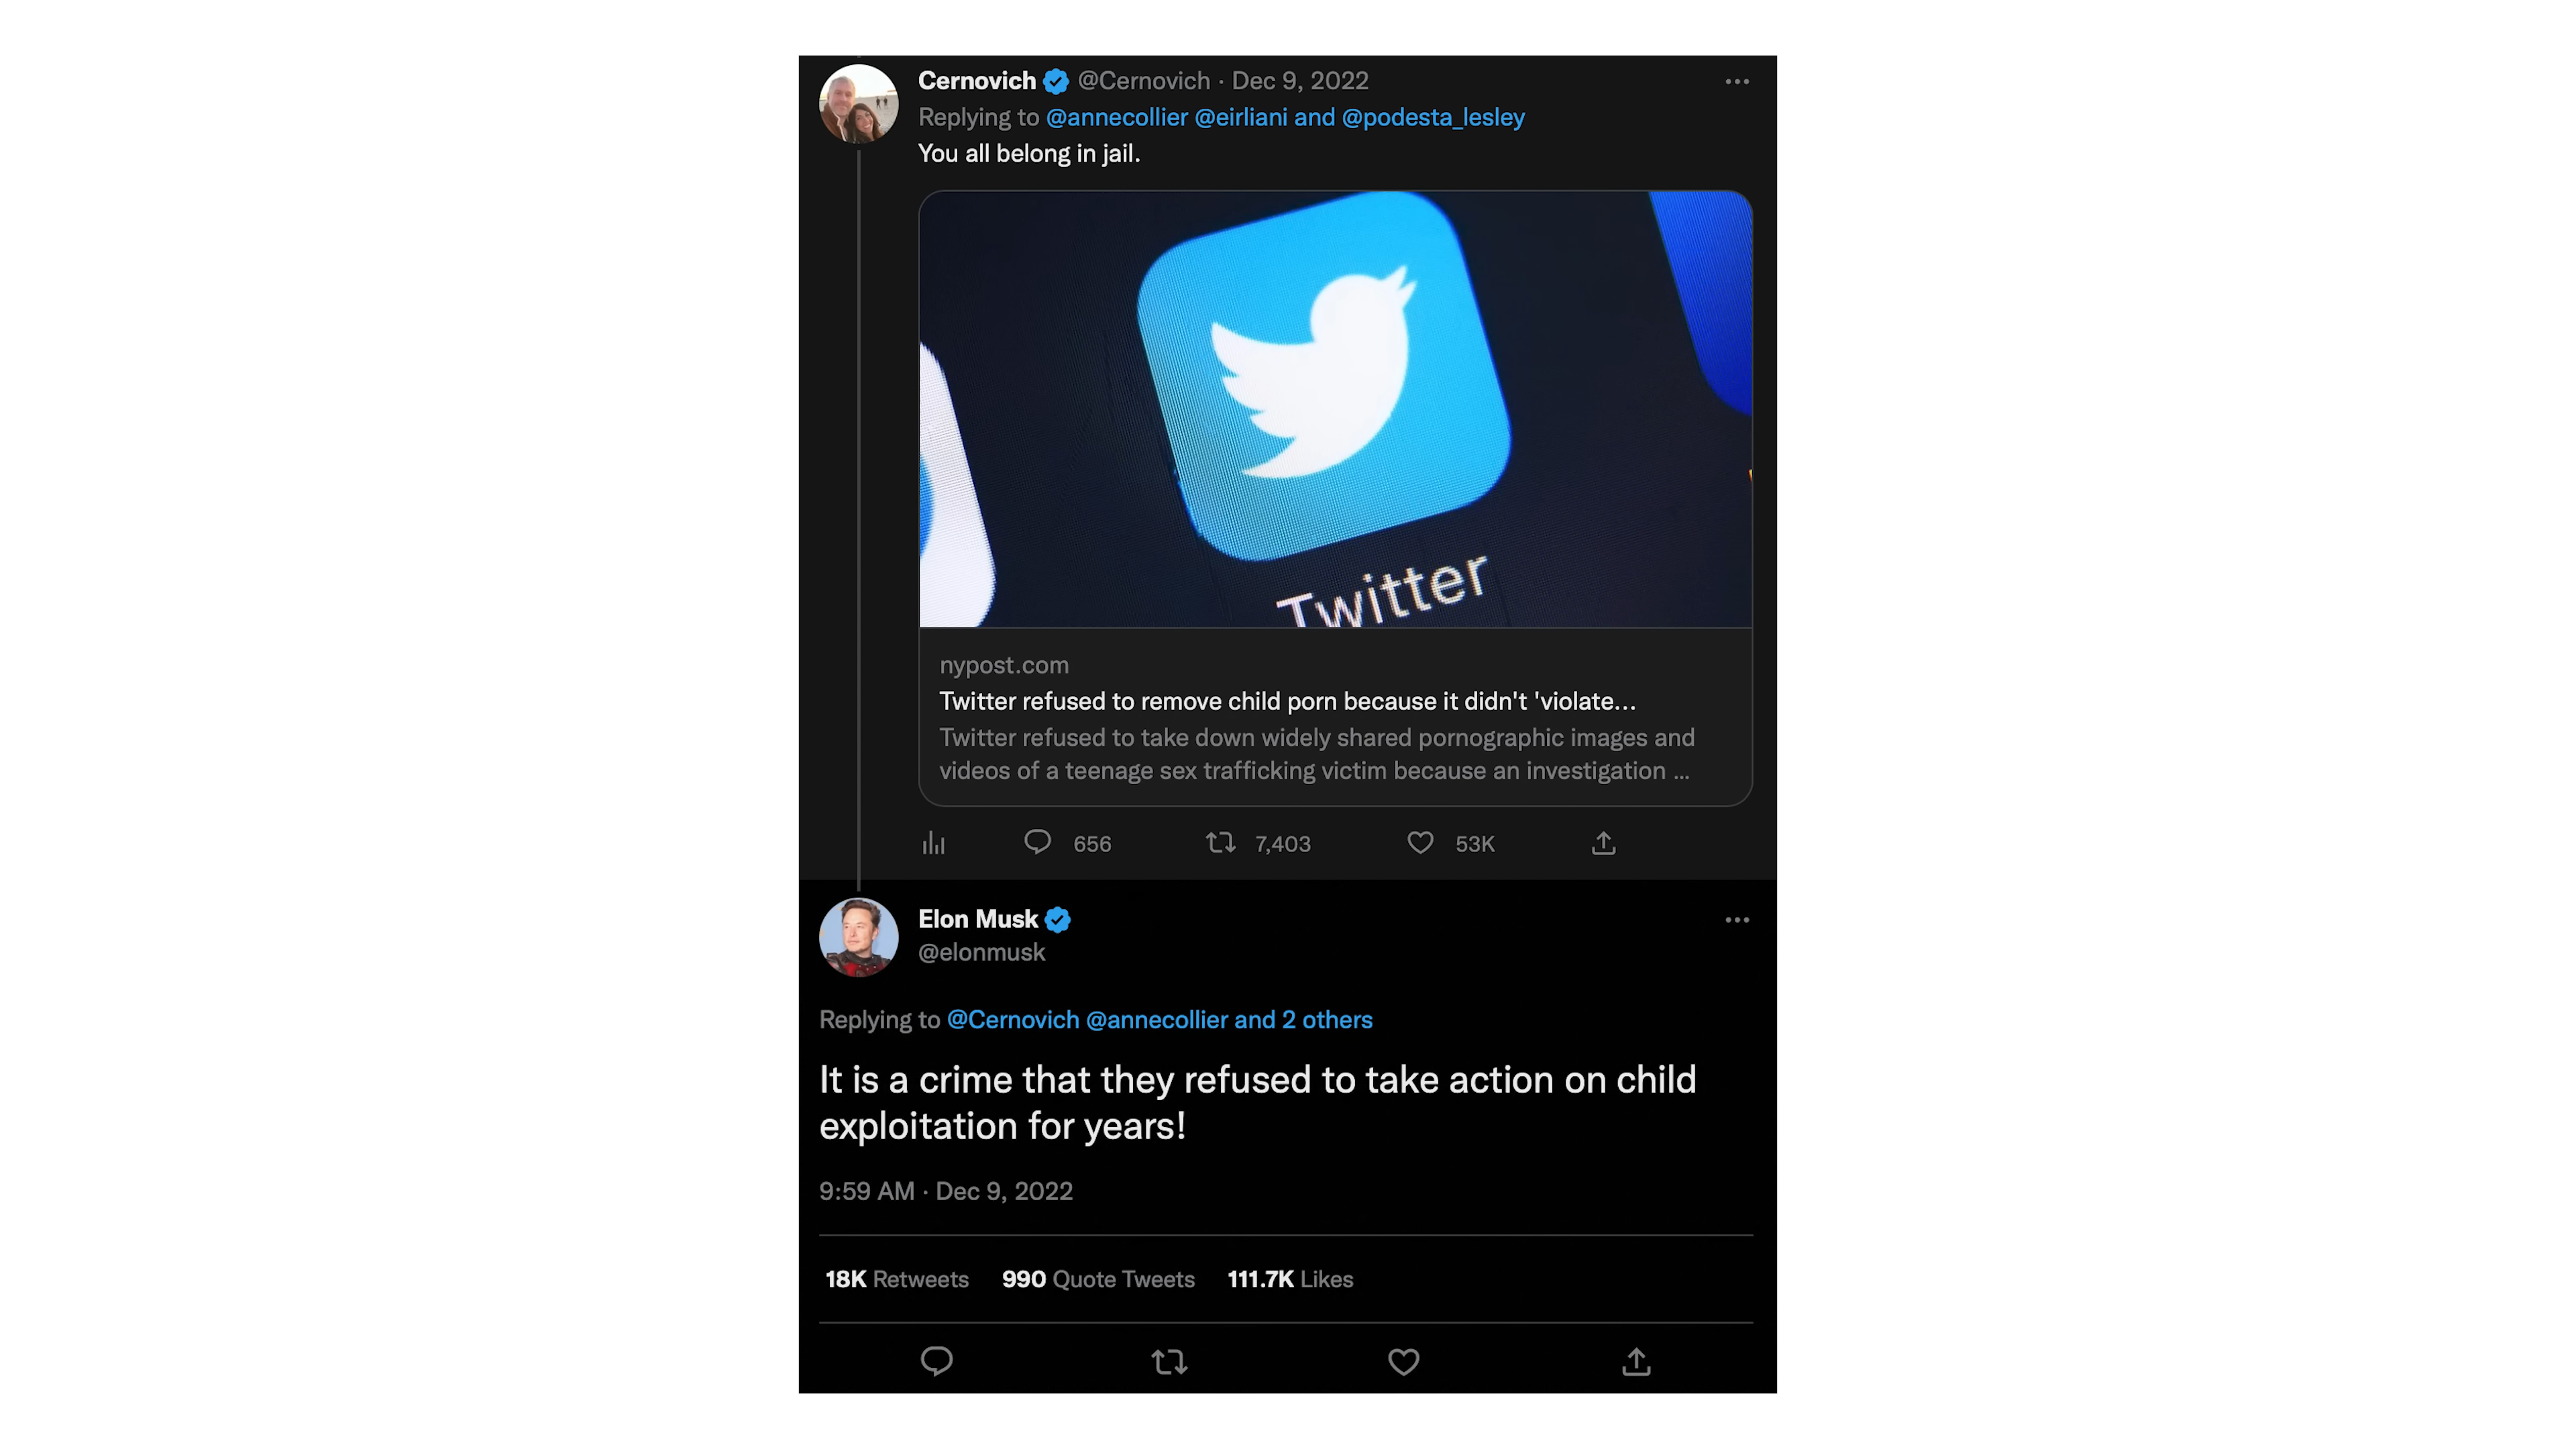 Cernovich @Cernovich · Dec 9, 2022
Replying to @annecollier @eirliani and @podesta_lesley
You all belong in jail.
Twitter
nypost.com
Twitter refused to remove child porn because it didn't 'violate...
Twitter refused to take down widely shared pornographic images and
videos of a teenage sex trafficking victim because an investigation ...
656 7,403 53K
Elon Musk
@elonmusk
Replying to @Cernovich @annecollier and 2 others
It is a crime that they refused to take action on child
exploitation for years!
9:59 AM · Dec 9, 2022
18K Retweets 990 Quote Tweets 111.7K Likes